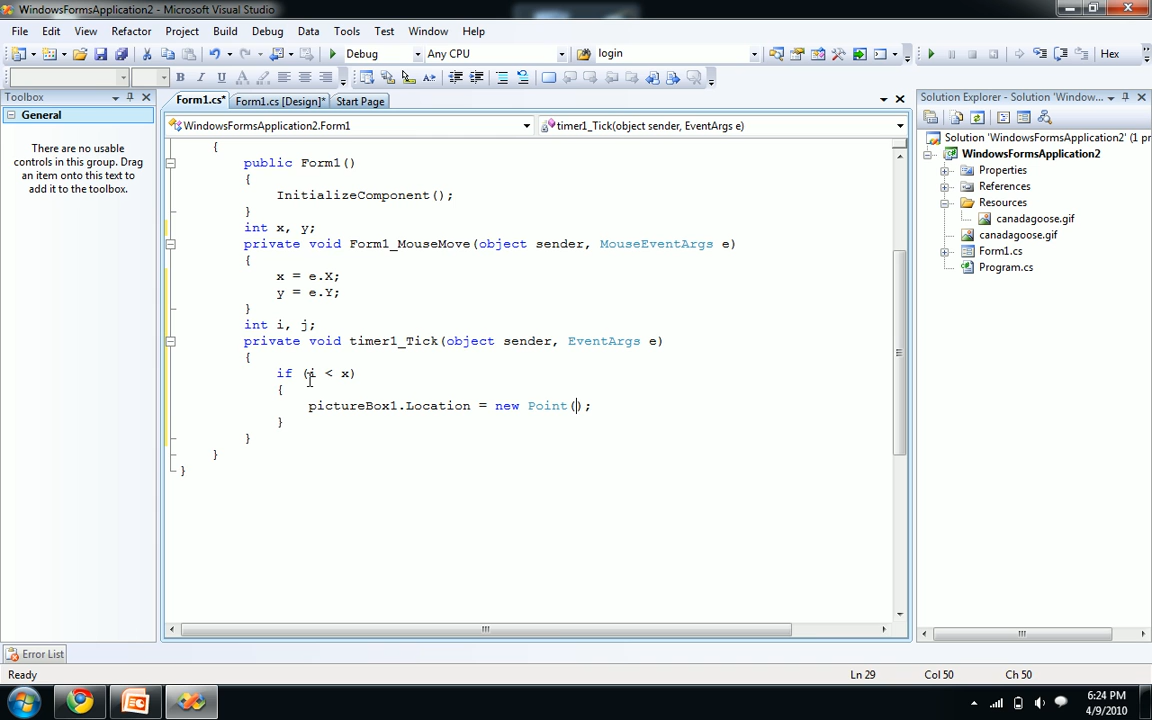 WindowsFormsApplication2 - Microsoft Visual Studio
File Edit View Refactor Project Build Debug Data Tools Test Window Help
Debug Any CPU login Hex
Toolbox
Form1.cs* Form1.cs [Design]* Start Page
Solution Explorer - Solution 'Window...
General
WindowsFormsApplication2.Form1 timer1_Tick(object sender, EventArgs e)
There are no usable
controls in this group. Drag
an item onto this text to
add it to the toolbox.
{
public Form1()
{
InitializeComponent();
}
int x, y;
private void Form1_MouseMove(object sender, MouseEventArgs e)
{
x = e.X;
y = e.Y;
}
int i, j;
private void timer1_Tick(object sender, EventArgs e)
{
if (i < x)
{
pictureBox1.Location = new Point();
}
}
}
}
Solution 'WindowsFormsApplication2' (1 pr
WindowsFormsApplication2
Properties
References
Resources
canadagoose.gif
canadagoose.gif
Form1.cs
Program.cs
Error List
Ready Ln 29 Col 50 Ch 50
6:24 PM
4/9/2010